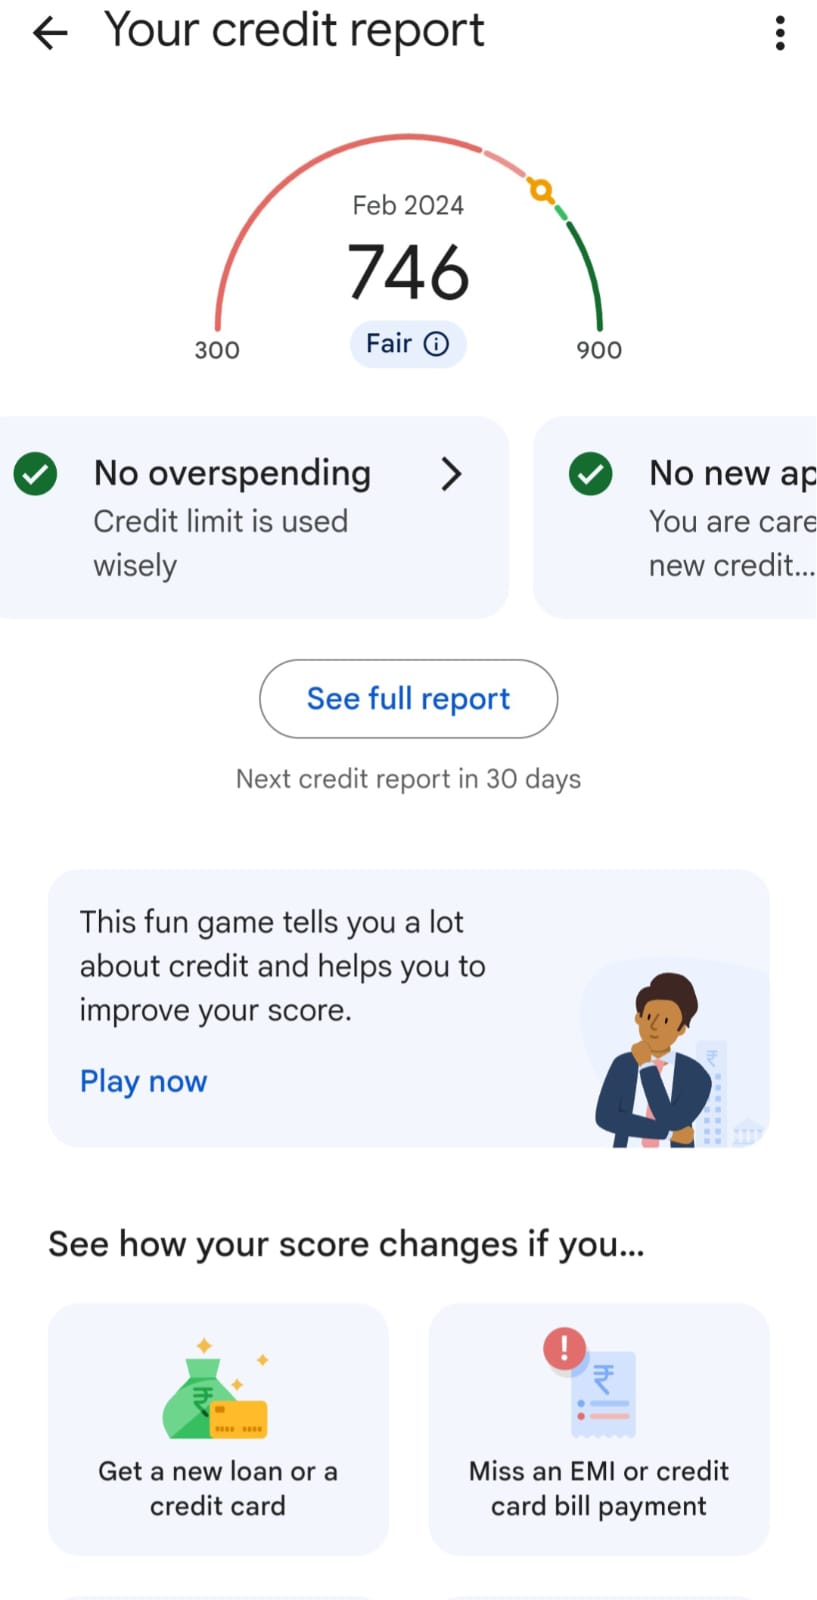 Your credit report
Feb 2024
746
Fair
300
900
No overspending
Credit limit is used
wisely
No new ap
You are care
new credit...
See full report
Next credit report in 30 days
This fun game tells you a lot
about credit and helps you to
improve your score.
Play now
See how your score changes if you...
₹
Get a new loan or a
credit card
!
₹
Miss an EMI or credit
card bill payment